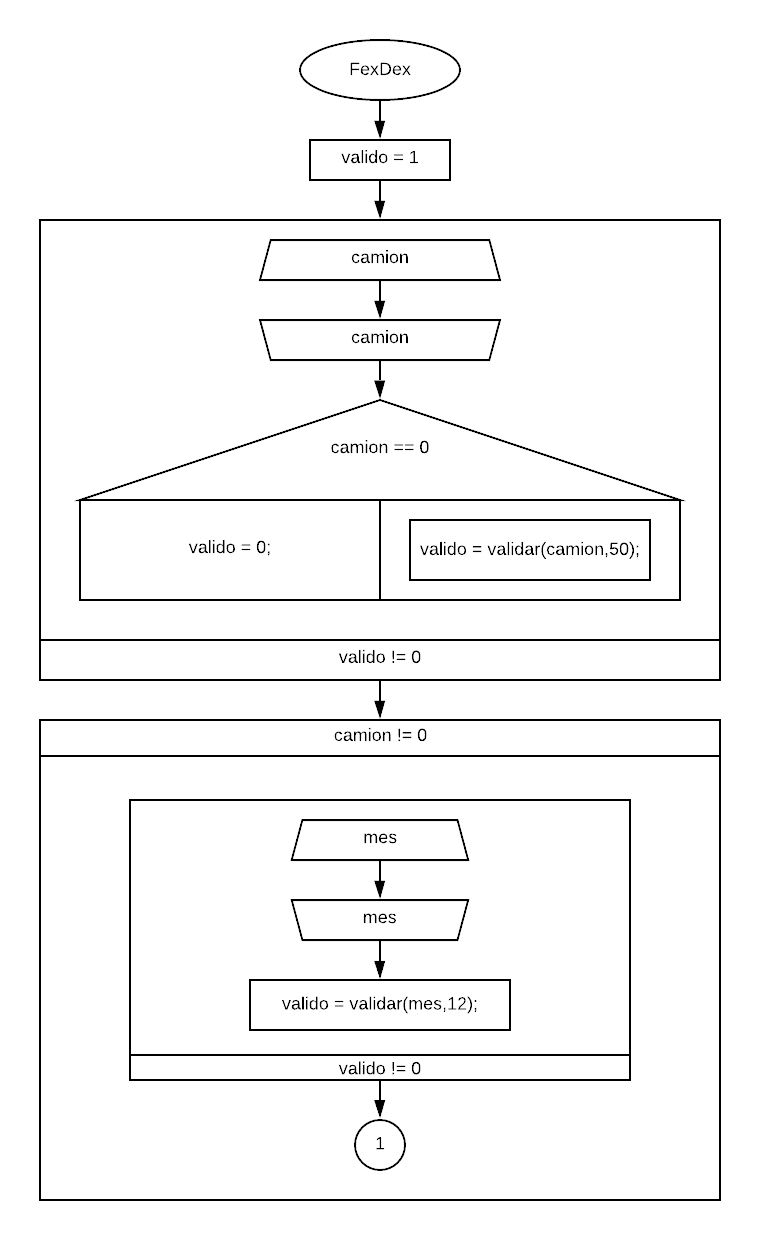 FexDex
valido = 1
camion
camion
camion == 0
valido = 0;
valido = validar(camion,50);
valido != 0
camion != 0
mes
mes
valido = validar(mes,12);
valido != 0
1